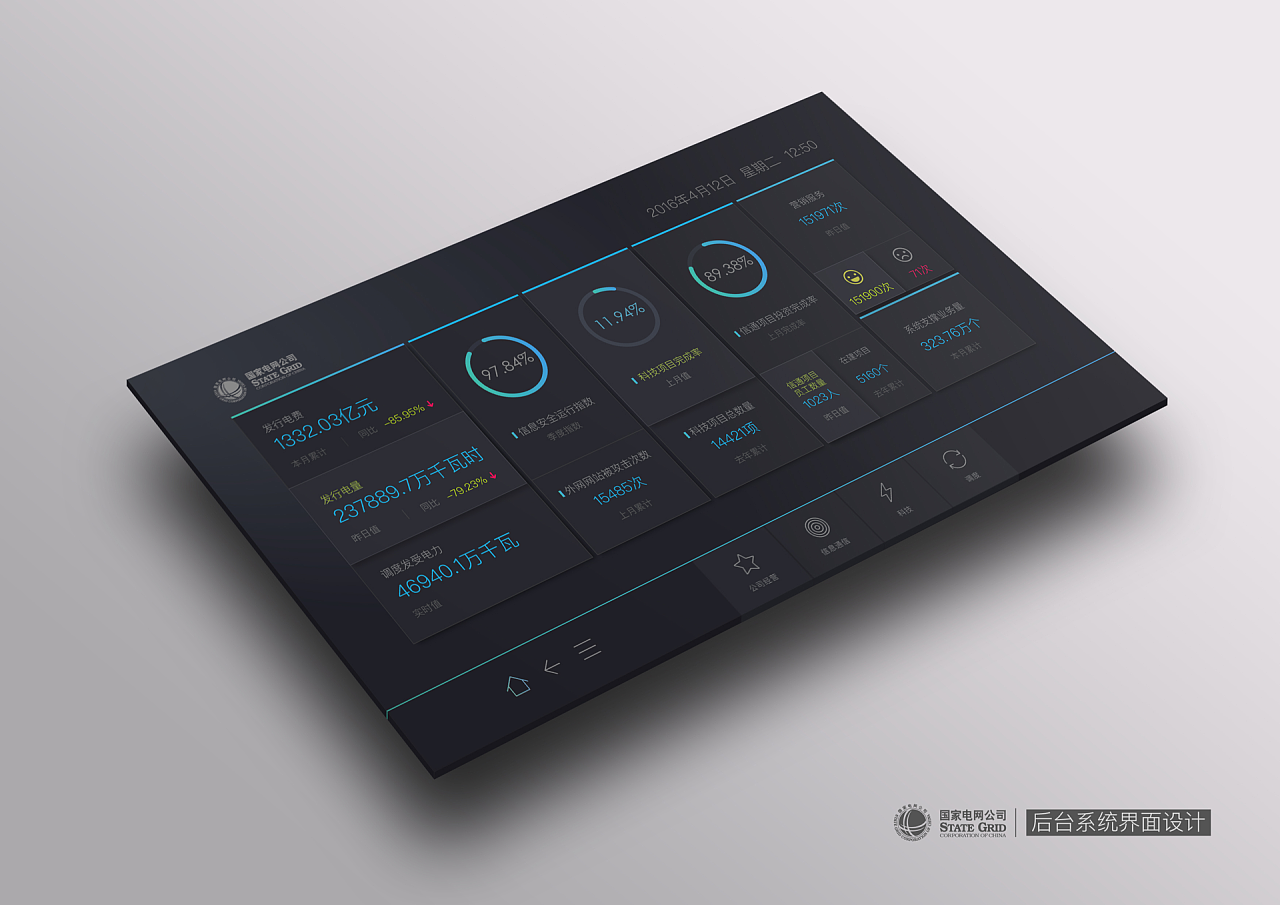 2016年4月12日 星期二 12:50
国家电网公司
STATE GRID
CORPORATION OF CHINA
发行电费
1332.03亿元
本月累计
同比 -85.95%
发行电量
237889.7万千瓦时
昨日值
同比 -79.23%
调度发受电力
46940.1万千瓦
实时值
97.84%
信息安全运行指数
季度指数
外网网站被攻击次数
15485次
上月累计
11.94%
科技项目完成率
上月值
科技项目总数量
14421项
去年累计
89.38%
信通项目投资完成率
上月完成率
信通项目
员工数量
1023人
昨日值
在建项目
5160个
去年累计
营销服务
151971次
昨日值
151900次
71次
系统支撑业务量
323.76万个
本月累计
公司经营
信息通信
科技
调度
国家电网公司
STATE GRID
CORPORATION OF CHINA
后台系统界面设计